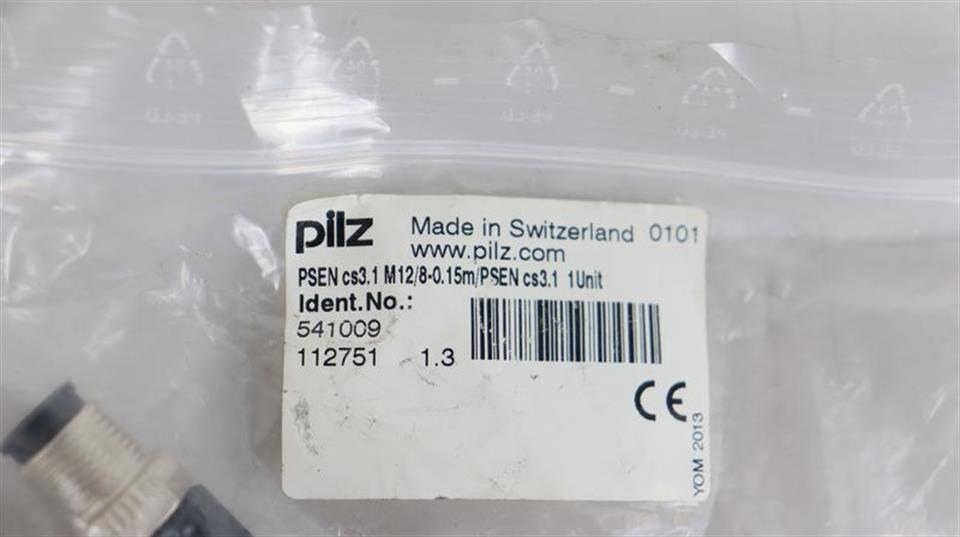 pilz
Made in Switzerland 0101
www.pilz.com
PSEN cs3.1 M12/8-0.15m/PSEN cs3.1 1Unit
Ident.No.:
541009
112751 1.3
CE
YOM 2013